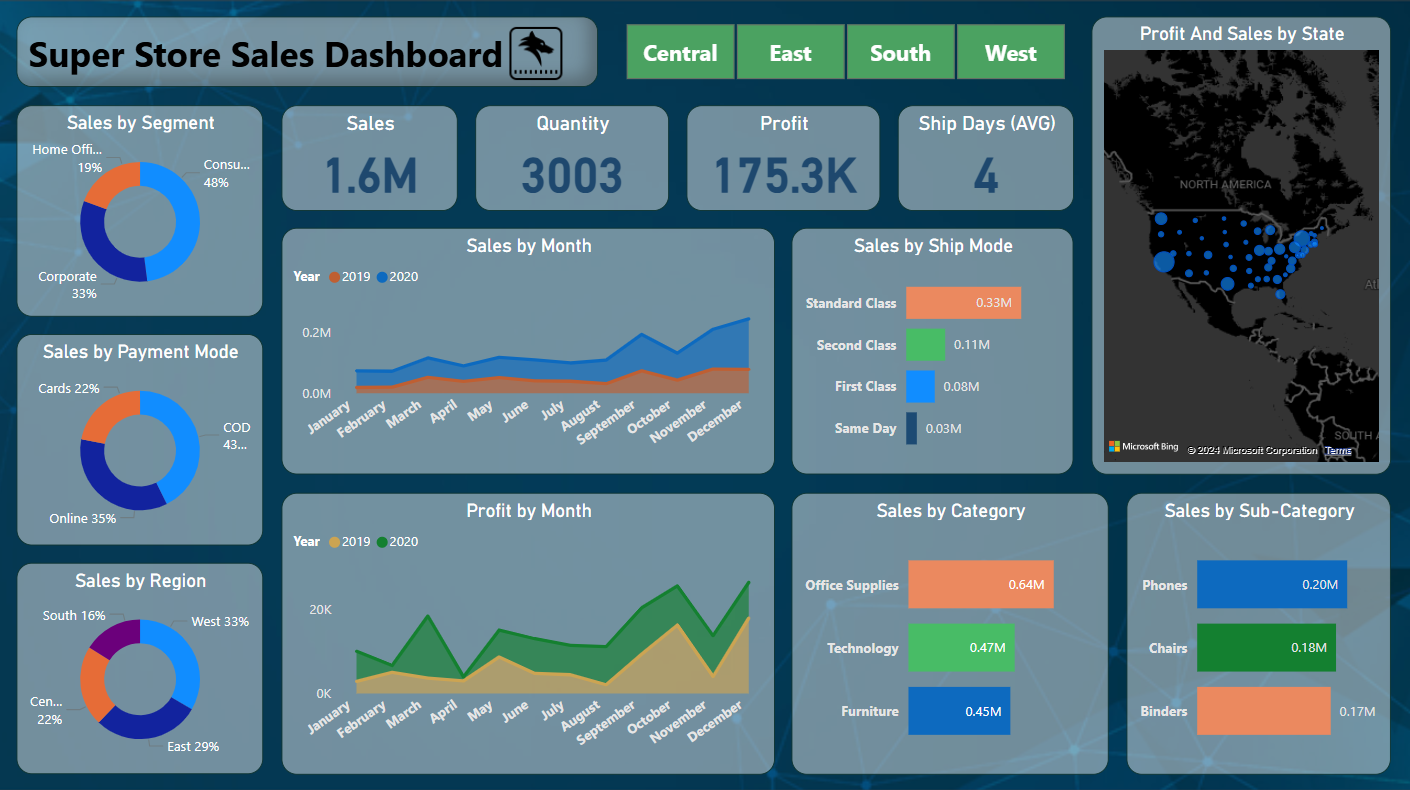 Super Store Sales Dashboard
Central
East
South
West
Profit And Sales by State
NORTH AMERICA
Atl
SOUTH A
Microsoft Bing
© 2024 Microsoft Corporation
Terms
Sales by Segment
Home Offi...
19%
Consu...
48%
Corporate
33%
Sales
1.6M
Quantity
3003
Profit
175.3K
Ship Days (AVG)
4
Sales by Month
Year
2019
2020
0.2M
0.0M
January
February
March
April
May
June
July
August
September
October
November
December
Sales by Ship Mode
Standard Class
0.33M
Second Class
0.11M
First Class
0.08M
Same Day
0.03M
Sales by Payment Mode
Cards 22%
COD
43...
Online 35%
Profit by Month
Year
2019
2020
20K
0K
January
February
March
April
May
June
July
August
September
October
November
December
Sales by Category
Office Supplies
0.64M
Technology
0.47M
Furniture
0.45M
Sales by Sub-Category
Phones
0.20M
Chairs
0.18M
Binders
0.17M
Sales by Region
South 16%
West 33%
Cen...
22%
East 29%